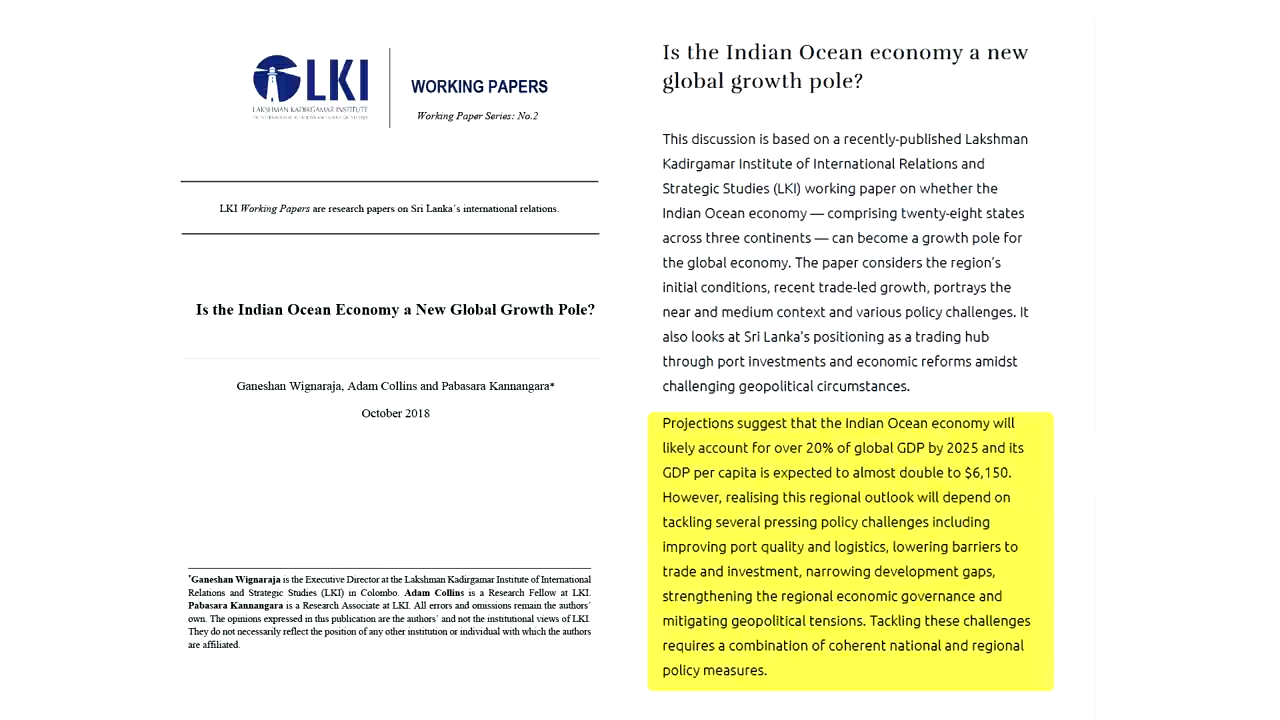 LKI
LAKSHMAN KADIRGAMAR INSTITUTE
OF INTERNATIONAL RELATIONS AND STRATEGIC STUDIES
WORKING PAPERS
Working Paper Series: No.2
LKI Working Papers are research papers on Sri Lanka's international relations.
Is the Indian Ocean Economy a New Global Growth Pole?
Ganeshan Wignaraja, Adam Collins and Pabasara Kannangara*
October 2018
*Ganeshan Wignaraja is the Executive Director at the Lakshman Kadirgamar Institute of International
Relations and Strategic Studies (LKI) in Colombo. Adam Collins is a Research Fellow at LKI.
Pabasara Kannangara is a Research Associate at LKI. All errors and omissions remain the authors'
own. The opinions expressed in this publication are the authors' and not the institutional views of LKI.
They do not necessarily reflect the position of any other institution or individual with which the authors
are affiliated.
Is the Indian Ocean economy a new
global growth pole?
This discussion is based on a recently-published Lakshman
Kadirgamar Institute of International Relations and
Strategic Studies (LKI) working paper on whether the
Indian Ocean economy — comprising twenty-eight states
across three continents — can become a growth pole for
the global economy. The paper considers the region's
initial conditions, recent trade-led growth, portrays the
near and medium context and various policy challenges. It
also looks at Sri Lanka's positioning as a trading hub
through port investments and economic reforms amidst
challenging geopolitical circumstances.
Projections suggest that the Indian Ocean economy will
likely account for over 20% of global GDP by 2025 and its
GDP per capita is expected to almost double to $6,150.
However, realising this regional outlook will depend on
tackling several pressing policy challenges including
improving port quality and logistics, lowering barriers to
trade and investment, narrowing development gaps,
strengthening the regional economic governance and
mitigating geopolitical tensions. Tackling these challenges
requires a combination of coherent national and regional
policy measures.